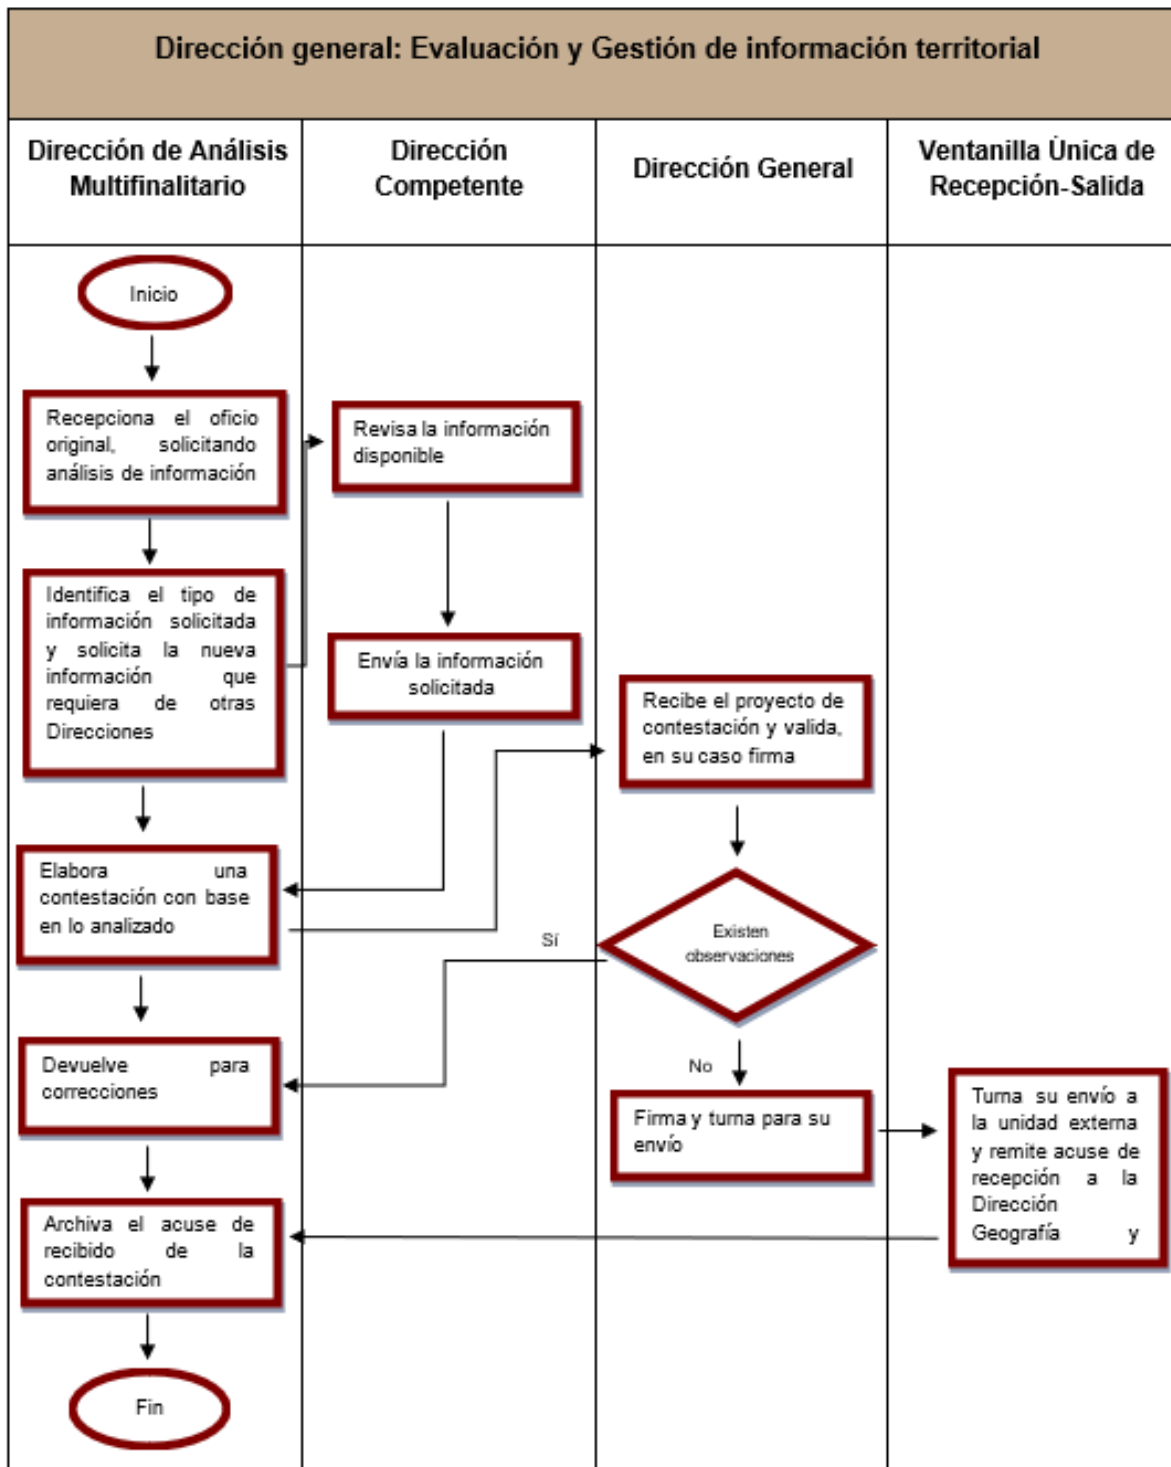 Dirección general: Evaluación y Gestión de información territorial
Dirección de Análisis
Multifinalitario
Dirección
Competente
Dirección General
Ventanilla Única de
Recepción-Salida
Inicio
Recepciona el oficio
original, solicitando
análisis de información
Revisa la información
disponible
Identifica el tipo de
información solicitada
y solicita la nueva
información que
requiera de otras
Direcciones
Envía la información
solicitada
Recibe el proyecto de
contestación y valida,
en su caso firma
Elabora una
contestación con base
en lo analizado
Existen
observaciones
Sí
No
Devuelve para
correcciones
Firma y turna para su
envío
Turna su envío a
la unidad externa
y remite acuse de
recepción a la
Dirección
Geografía y
Archiva el acuse de
recibido de la
contestación
Fin